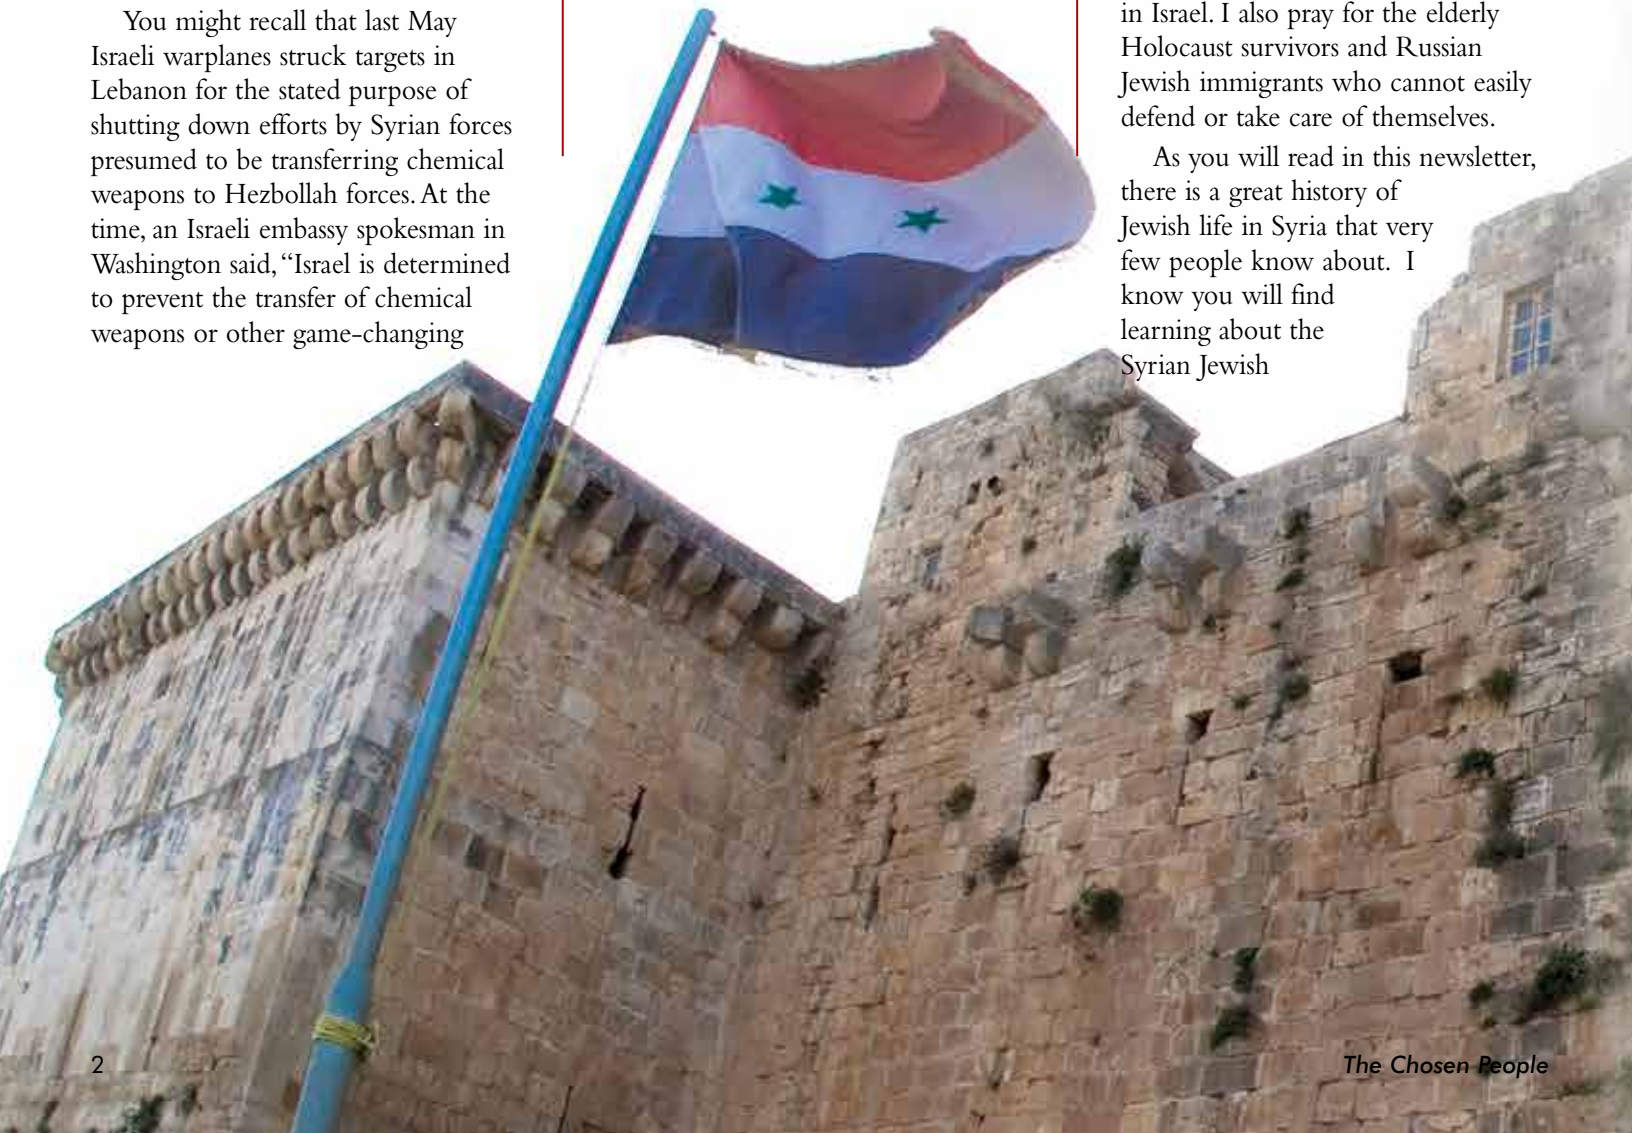 You might recall that last May
Israeli warplanes struck targets in
Lebanon for the stated purpose of
shutting down efforts by Syrian forces
presumed to be transferring chemical
weapons to Hezbollah forces. At the
time, an Israeli embassy spokesman in
Washington said, “Israel is determined
to prevent the transfer of chemical
weapons or other game-changing
in Israel. I also pray for the elderly
Holocaust survivors and Russian
Jewish immigrants who cannot easily
defend or take care of themselves.
As you will read in this newsletter,
there is a great history of
Jewish life in Syria that very
few people know about. I
know you will find
learning about the
Syrian Jewish
2
The Chosen People